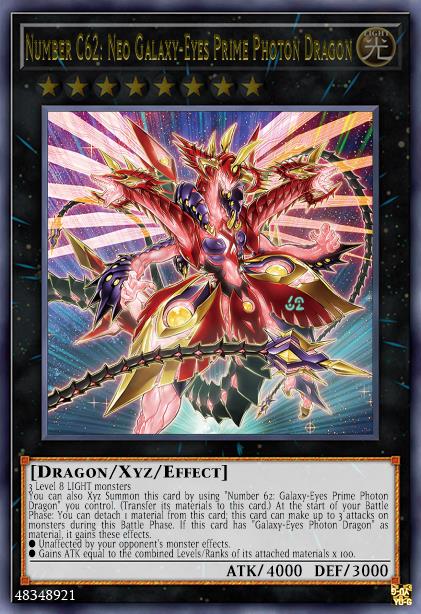 Number C62: Neo Galaxy-Eyes Prime Photon Dragon
LIGHT
光
62
[Dragon/Xyz/Effect]
3 Level 8 LIGHT monsters
You can also Xyz Summon this card by using "Number 62: Galaxy-Eyes Prime Photon
Dragon" you control. (Transfer its materials to this card.) At the start of your Battle
Phase: You can detach 1 material from this card; this card can make up to 3 attacks on
monsters during this Battle Phase. If this card has "Galaxy-Eyes Photon Dragon" as
material, it gains these effects.
● Unaffected by your opponent's monster effects.
● Gains ATK equal to the combined Levels/Ranks of its attached materials x 100.
ATK/4000 DEF/3000
48348921